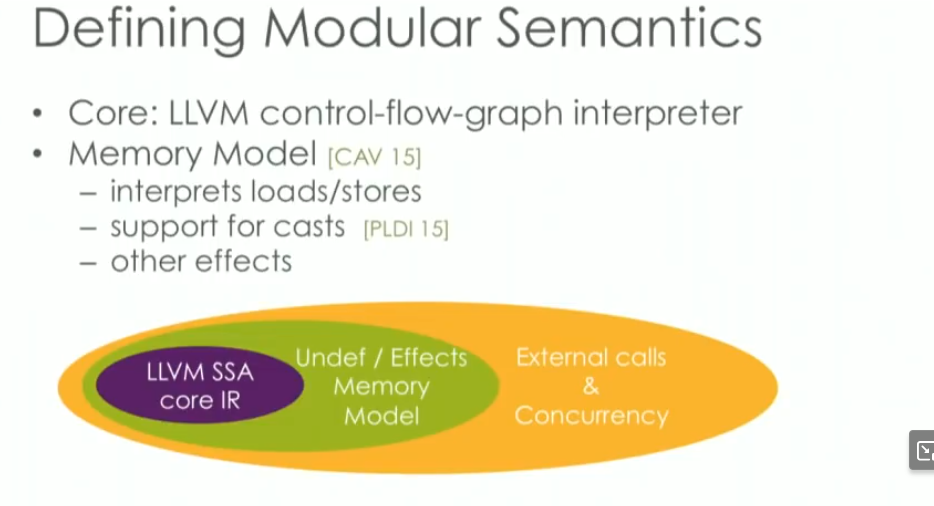 Defining Modular Semantics
• Core: LLVM control-flow-graph interpreter
• Memory Model [CAV 15]
– interprets loads/stores
– support for casts [PLDI 15]
– other effects
LLVM SSA
core IR
Undef / Effects
Memory
Model
External calls
&
Concurrency